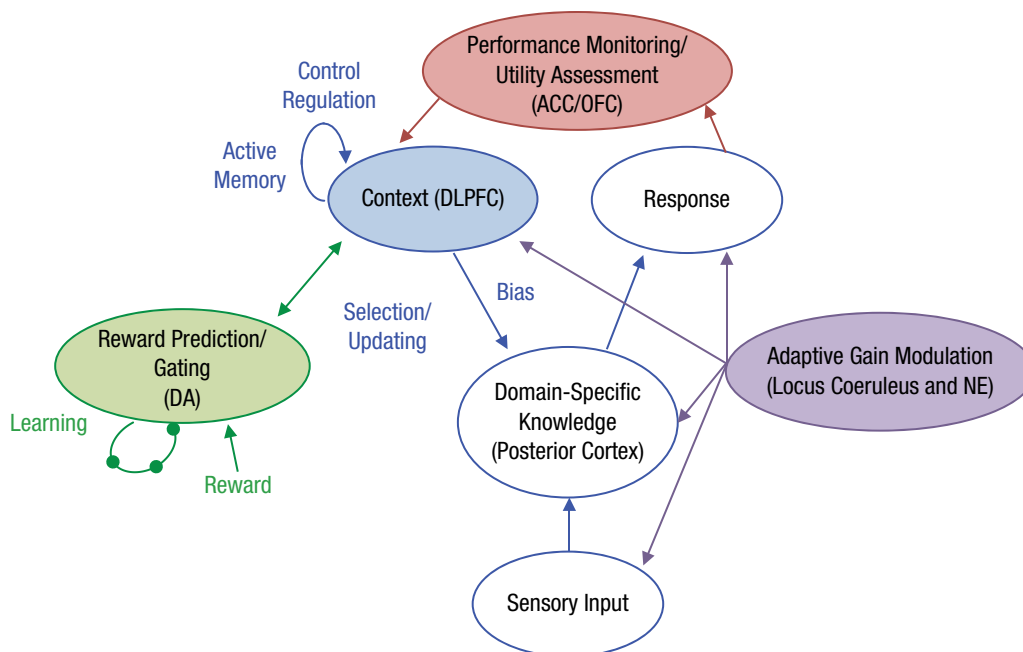 Performance Monitoring/
Utility Assessment
(ACC/OFC)
Control
Regulation
Active
Memory
Context (DLPFC)
Response
Bias
Selection/
Updating
Reward Prediction/
Gating
(DA)
Learning
Reward
Domain-Specific
Knowledge
(Posterior Cortex)
Adaptive Gain Modulation
(Locus Coeruleus and NE)
Sensory Input